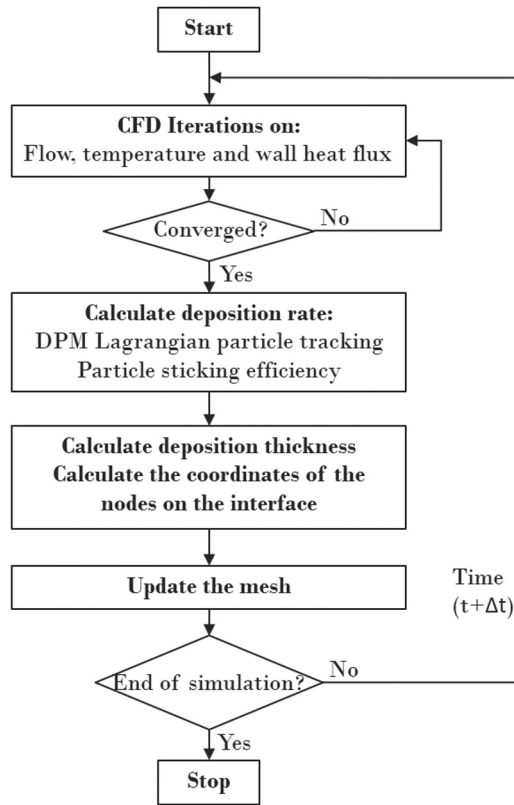 Start
CFD Iterations on:
Flow, temperature and wall heat flux
Converged?
No
Yes
Calculate deposition rate:
DPM Lagrangian particle tracking
Particle sticking efficiency
Calculate deposition thickness
Calculate the coordinates of the
nodes on the interface
Update the mesh
Time
(t+Δt)
End of simulation?
No
Yes
Stop